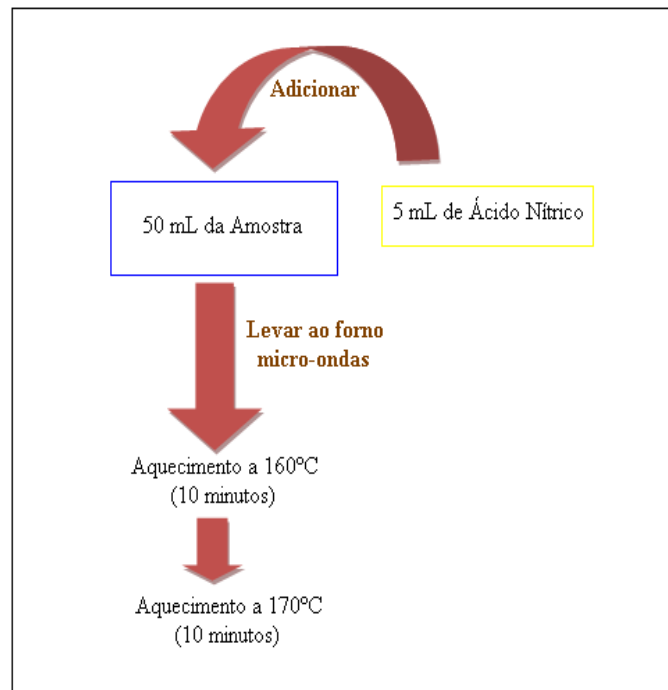 Adicionar
50 mL da Amostra
5 mL de Ácido Nítrico
Levar ao forno
micro-ondas
Aquecimento a 160ºC
(10 minutos)
Aquecimento a 170ºC
(10 minutos)